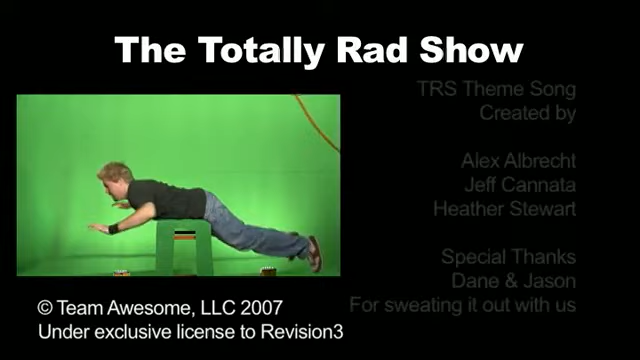 The Totally Rad Show
TRS Theme Song
Created by
Alex Albrecht
Jeff Cannata
Heather Stewart
Special Thanks
Dane & Jason
For sweating it out with us
© Team Awesome, LLC 2007
Under exclusive license to Revision3